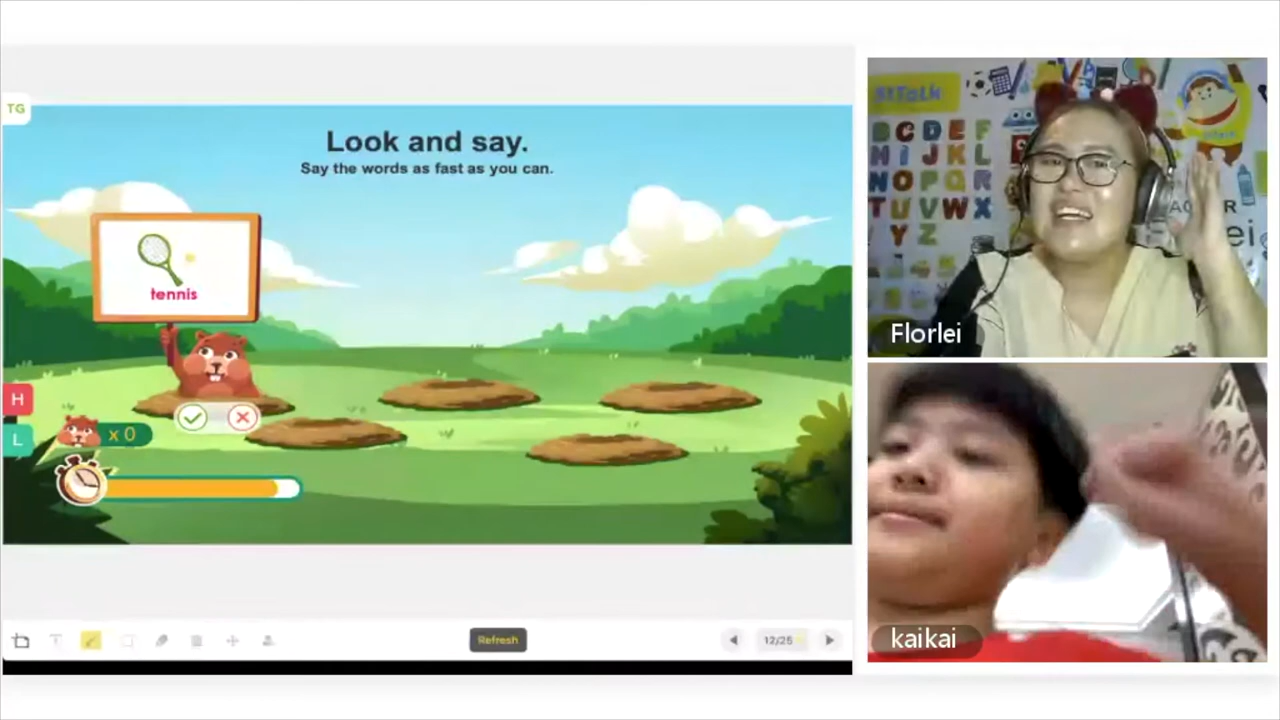 TG
Look and say.
Say the words as fast as you can.
tennis
H
L
x 0
Refresh
12/25
51Talk
B C D E F
H I J K L
N O P Q R
T U V W X
Y Z
Florlei
kaikai